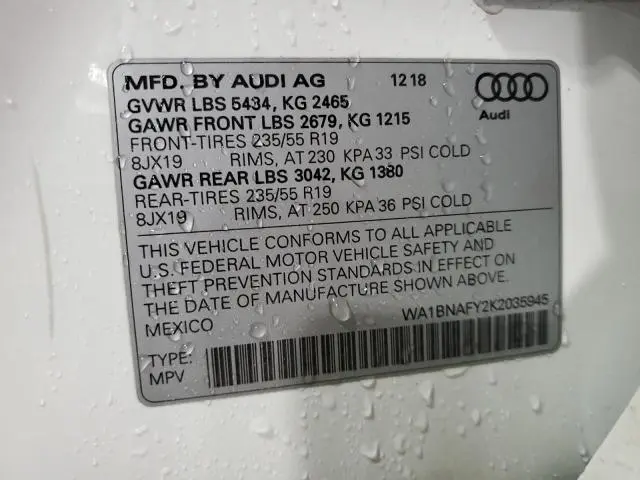 MFD. BY AUDI AG 12 18
Audi
GVWR LBS 5434, KG 2465
GAWR FRONT LBS 2679, KG 1215
FRONT-TIRES 235/55 R19
8JX19 RIMS, AT 230 KPA 33 PSI COLD
GAWR REAR LBS 3042, KG 1380
REAR-TIRES 235/55 R19
8JX19 RIMS, AT 250 KPA 36 PSI COLD
THIS VEHICLE CONFORMS TO ALL APPLICABLE
U.S. FEDERAL MOTOR VEHICLE SAFETY AND
THEFT PREVENTION STANDARDS IN EFFECT ON
THE DATE OF MANUFACTURE SHOWN ABOVE.
MEXICO WA1BNAFY2K2035945
TYPE:
MPV